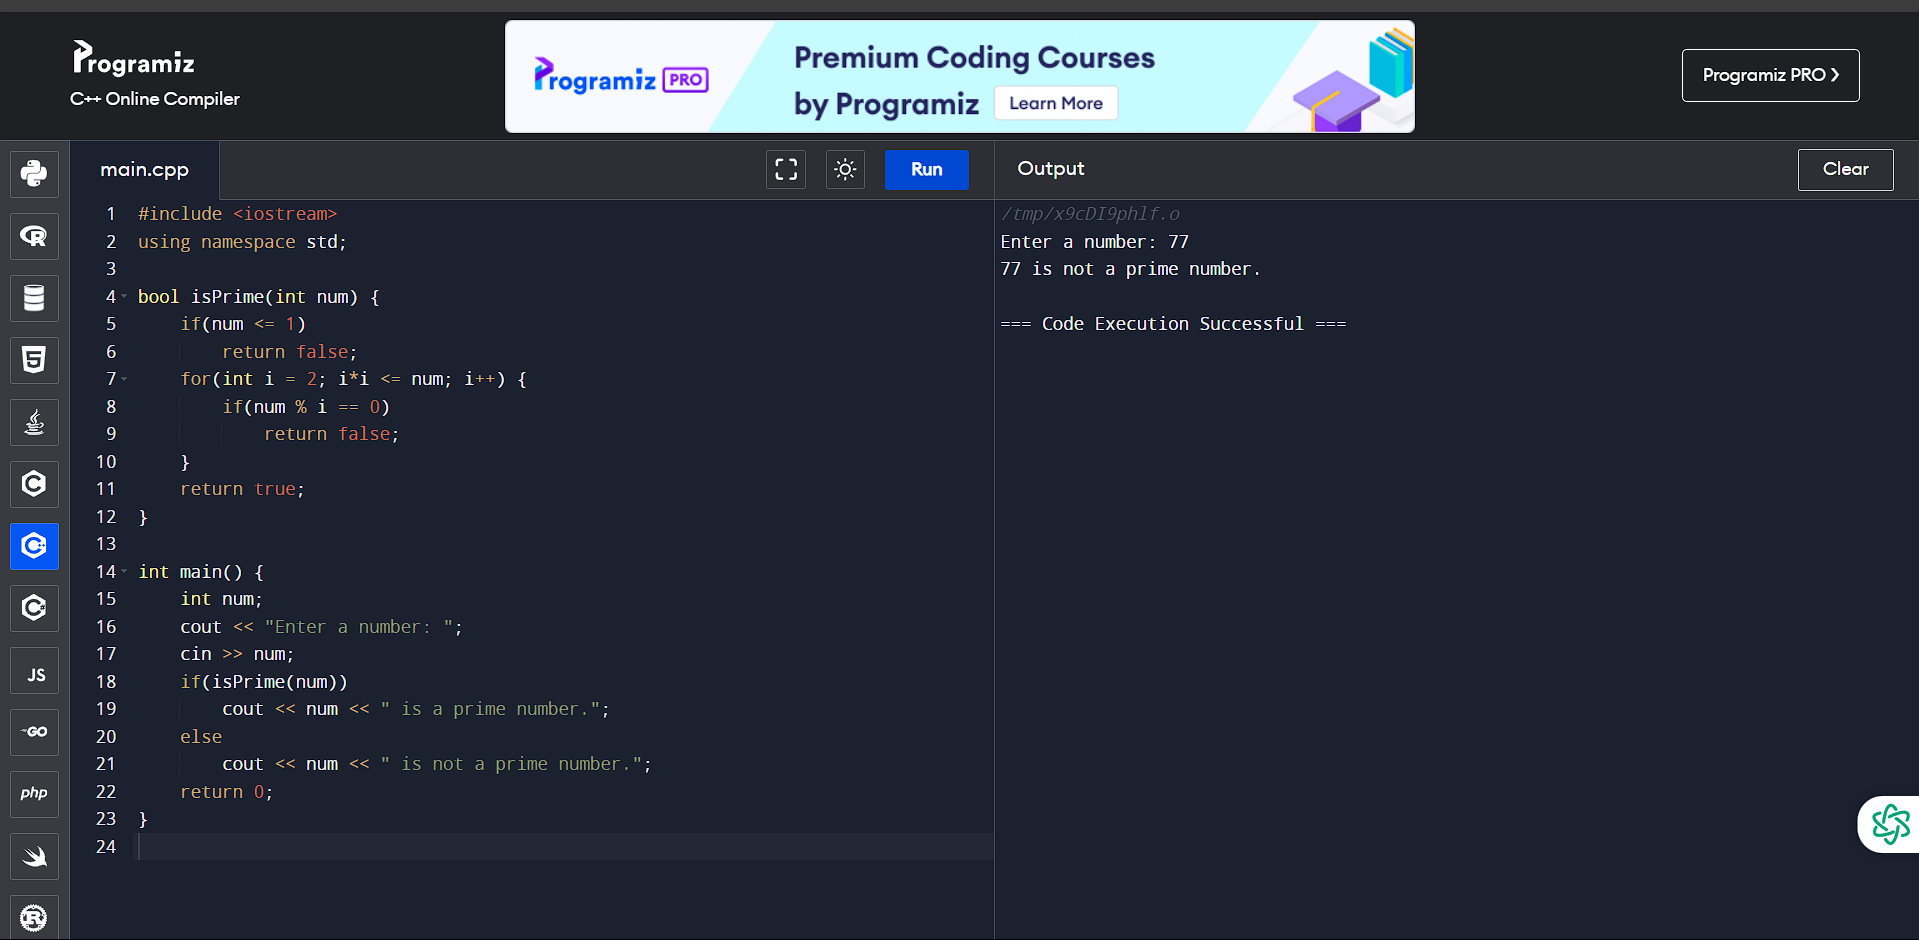 Programiz
C++ Online Compiler
Programiz PRO
Premium Coding Courses
by Programiz
Learn More
Programiz PRO ❯
main.cpp
Run
Output
Clear
1 #include <iostream>
2 using namespace std;
3
4 bool isPrime(int num) {
5     if(num <= 1)
6         return false;
7     for(int i = 2; i*i <= num; i++) {
8         if(num % i == 0)
9             return false;
10     }
11     return true;
12 }
13
14 int main() {
15     int num;
16     cout << "Enter a number: ";
17     cin >> num;
18     if(isPrime(num))
19         cout << num << " is a prime number.";
20     else
21         cout << num << " is not a prime number.";
22     return 0;
23 }
24
/tmp/x9cDI9phlf.o
Enter a number: 77
77 is not a prime number.
=== Code Execution Successful ===
R
5
C
C++
C#
JS
GO
php
R